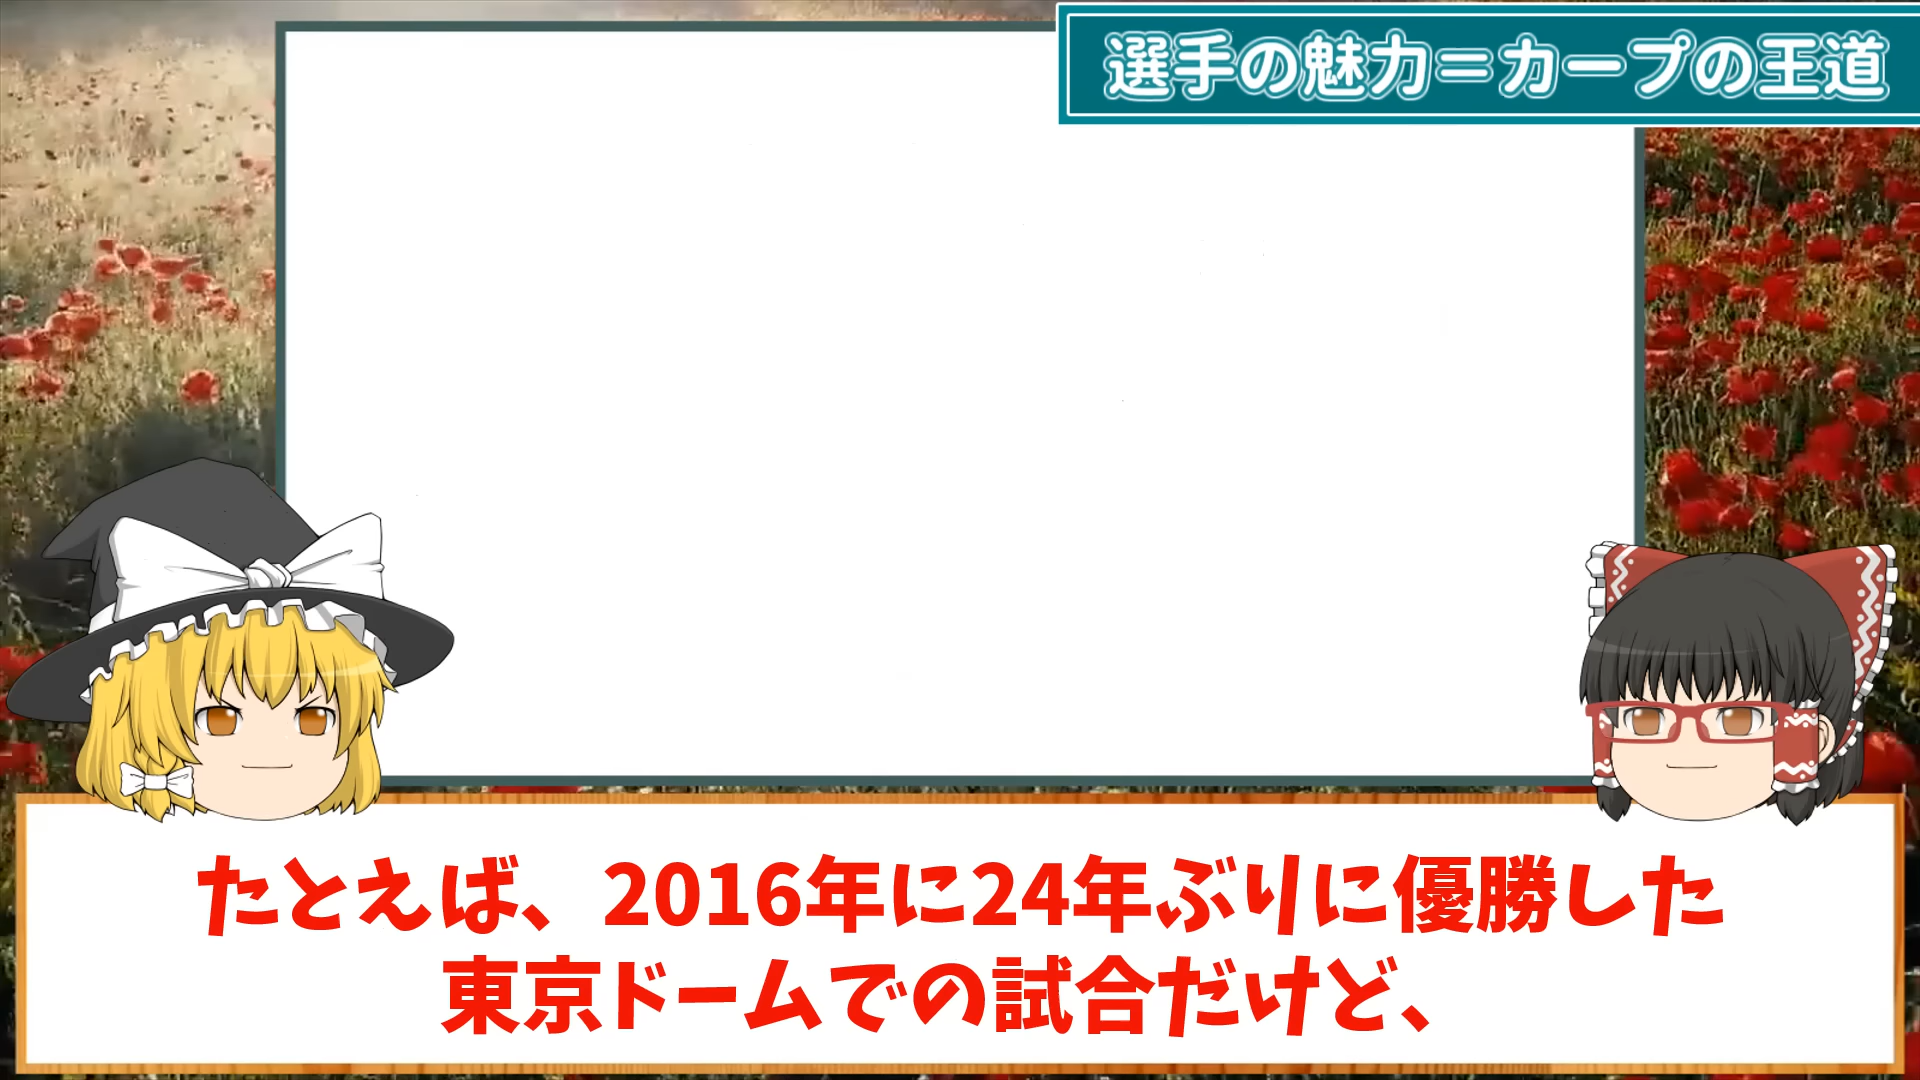 選手の魅力=カープの王道
たとえば、2016年に24年ぶりに優勝した
東京ドームでの試合だけど、